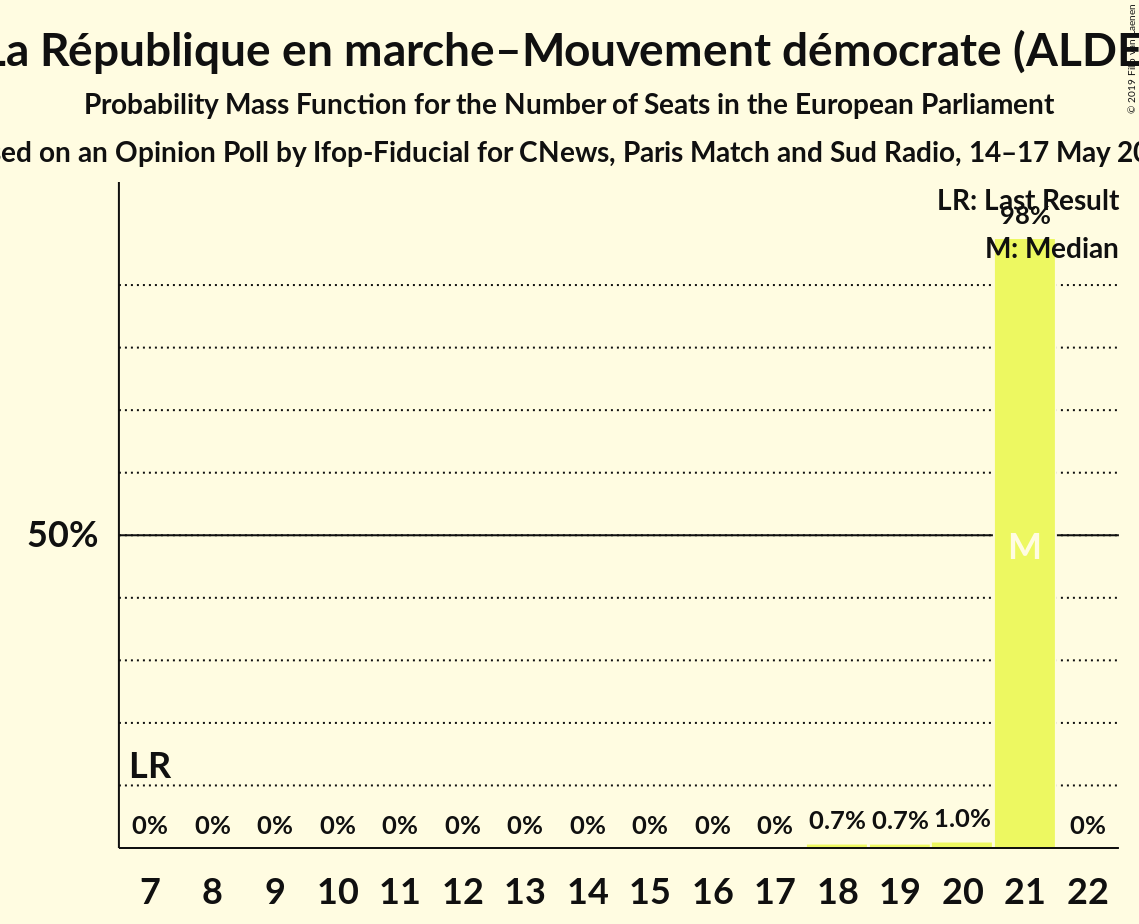 La République en marche–Mouvement démocrate (ALDE
Probability Mass Function for the Number of Seats in the European Parliament
on an Opinion Poll by Ifop-Fiducial for CNews, Paris Match and Sud Radio, 14–17 May
© 2019
LR: Last Result
98%
M: Median
50%
M
LR
0% 0% 0% 0% 0% 0% 0% 0% 0% 0% 0% 0.7% 0.7% 1.0% 0%
7 8 9 10 11 12 13 14 15 16 17 18 19 20 21 22